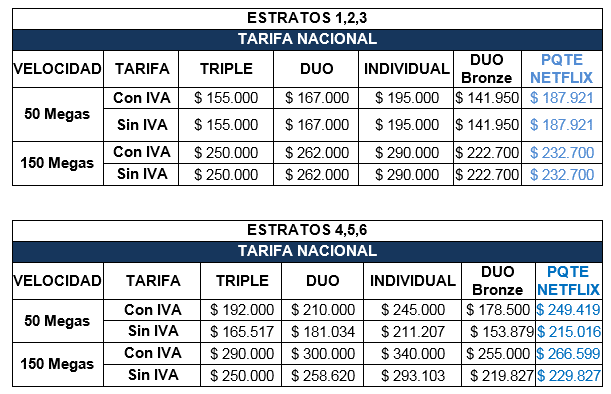 ESTRATOS 1,2,3
TARIFA NACIONAL
VELOCIDAD TARIFA TRIPLE DUO INDIVIDUAL DUO Bronze PQTE NETFLIX
50 Megas
Con IVA $ 155.000 $ 167.000 $ 195.000 $ 141.950 $ 187.921
Sin IVA $ 155.000 $ 167.000 $ 195.000 $ 141.950 $ 187.921
150 Megas
Con IVA $ 250.000 $ 262.000 $ 290.000 $ 222.700 $ 232.700
Sin IVA $ 250.000 $ 262.000 $ 290.000 $ 222.700 $ 232.700
ESTRATOS 4,5,6
TARIFA NACIONAL
VELOCIDAD TARIFA TRIPLE DUO INDIVIDUAL DUO Bronze PQTE NETFLIX
50 Megas
Con IVA $ 192.000 $ 210.000 $ 245.000 $ 178.500 $ 249.419
Sin IVA $ 165.517 $ 181.034 $ 211.207 $ 153.879 $ 215.016
150 Megas
Con IVA $ 290.000 $ 300.000 $ 340.000 $ 255.000 $ 266.599
Sin IVA $ 250.000 $ 258.620 $ 293.103 $ 219.827 $ 229.827